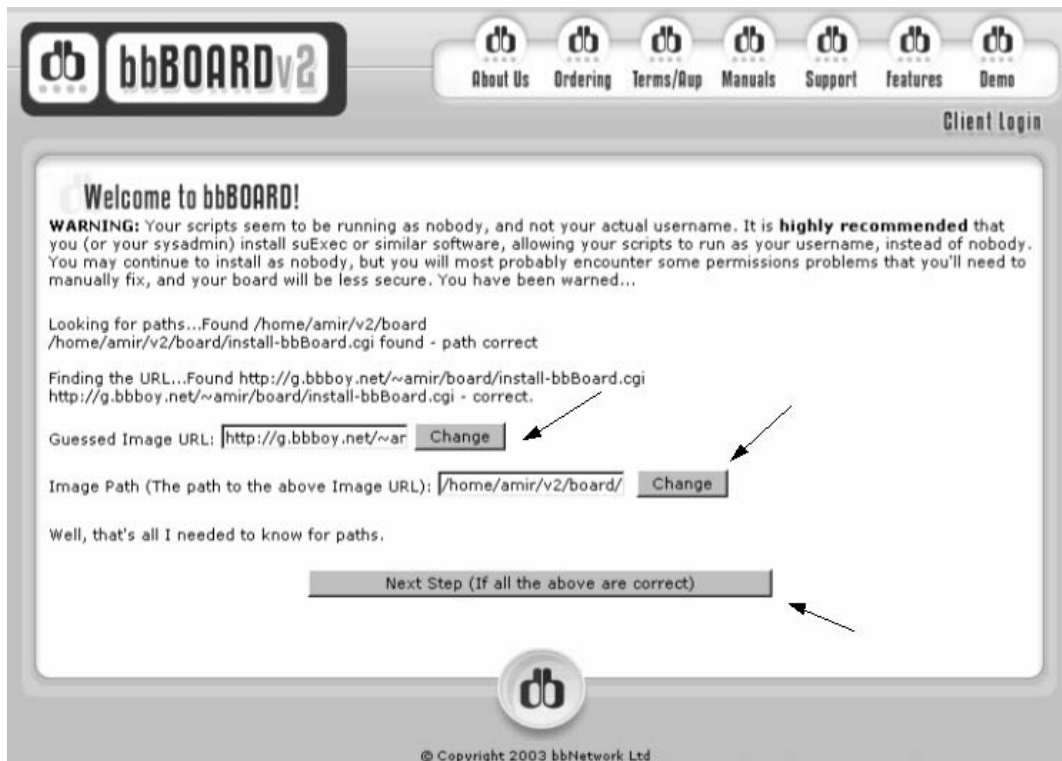 bbBOARDv2
About Us Ordering Terms/Aup Manuals Support Features Demo
Client Login
Welcome to bbBOARD!
WARNING: Your scripts seem to be running as nobody, and not your actual username. It is highly recommended that
you (or your sysadmin) install suExec or similar software, allowing your scripts to run as your username, instead of nobody.
You may continue to install as nobody, but you will most probably encounter some permissions problems that you'll need to
manually fix, and your board will be less secure. You have been warned...
Looking for paths...Found /home/amir/v2/board
/home/amir/v2/board/install-bbBoard.cgi found - path correct
Finding the URL...Found http://g.bbboy.net/~amir/board/install-bbBoard.cgi
http://g.bbboy.net/~amir/board/install-bbBoard.cgi - correct.
Guessed Image URL: http://g.bbboy.net/~ar Change
Image Path (The path to the above Image URL): /home/amir/v2/board/ Change
Well, that's all I needed to know for paths.
Next Step (If all the above are correct)
© Copyright 2003 bbNetwork Ltd